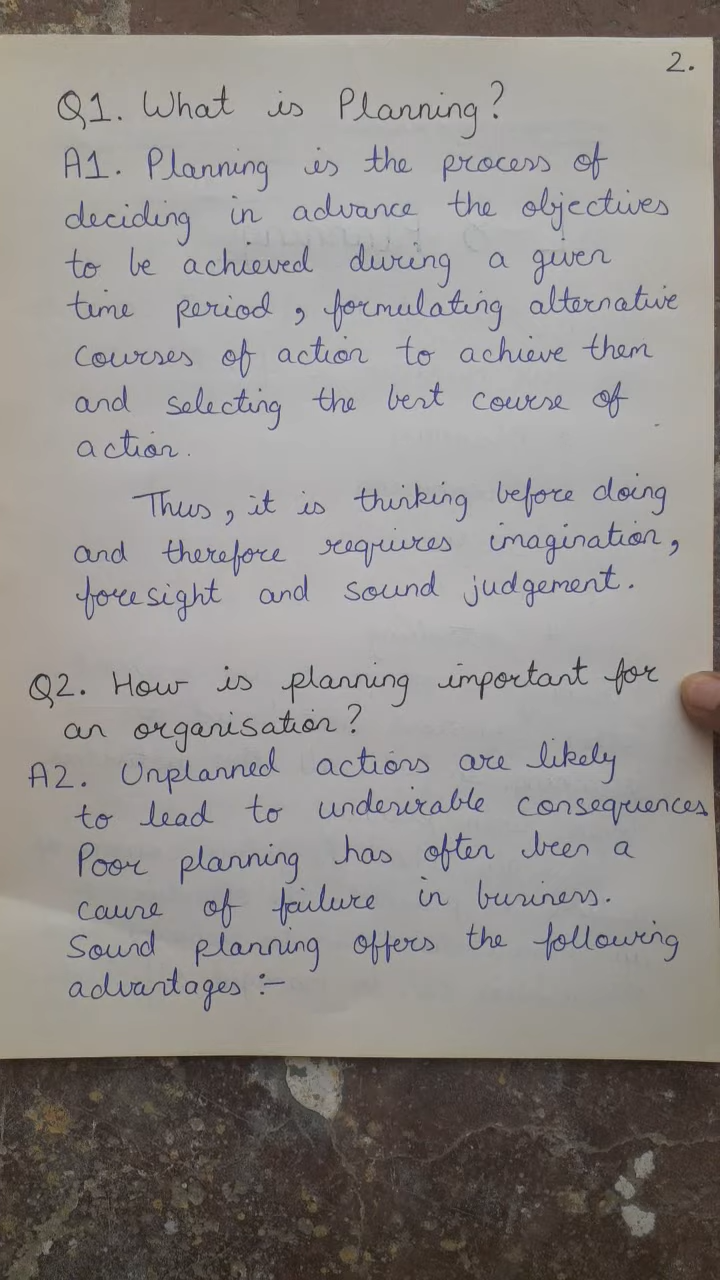 2.
Q1. What is Planning?
A1. Planning is the process of
deciding in advance the objectives
to be achieved during a given
time period, formulating alternative
courses of action to achieve them
and selecting the best course of
action.
Thus, it is thinking before doing
and therefore requires imagination,
foresight and sound judgement.
Q2. How is planning important for
an organisation?
A2. Unplanned actions are likely
to lead to undesirable consequences.
Poor planning has often been a
cause of failure in business.
Sound planning offers the following
advantages :-